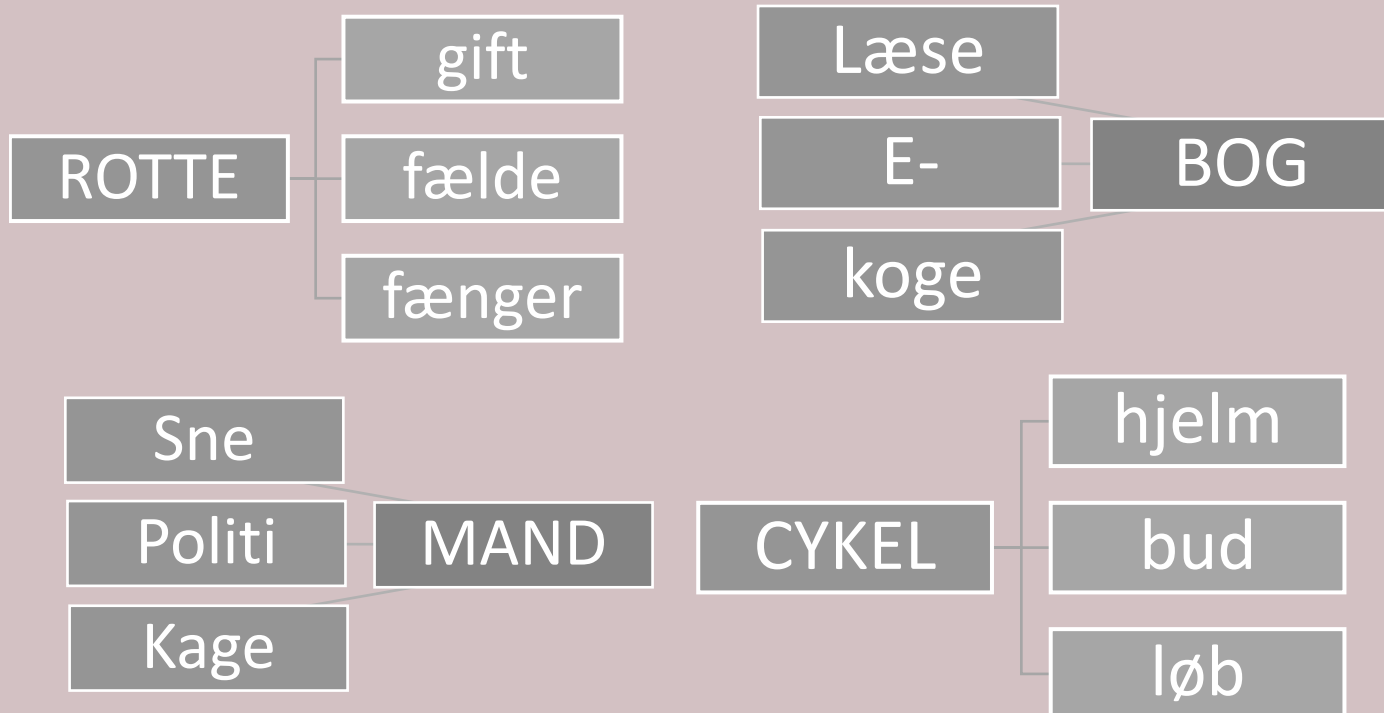 ROTTE
gift
fælde
fænger
Læse
E-
koge
BOG
Sne
Politi
Kage
MAND
CYKEL
hjelm
bud
løb